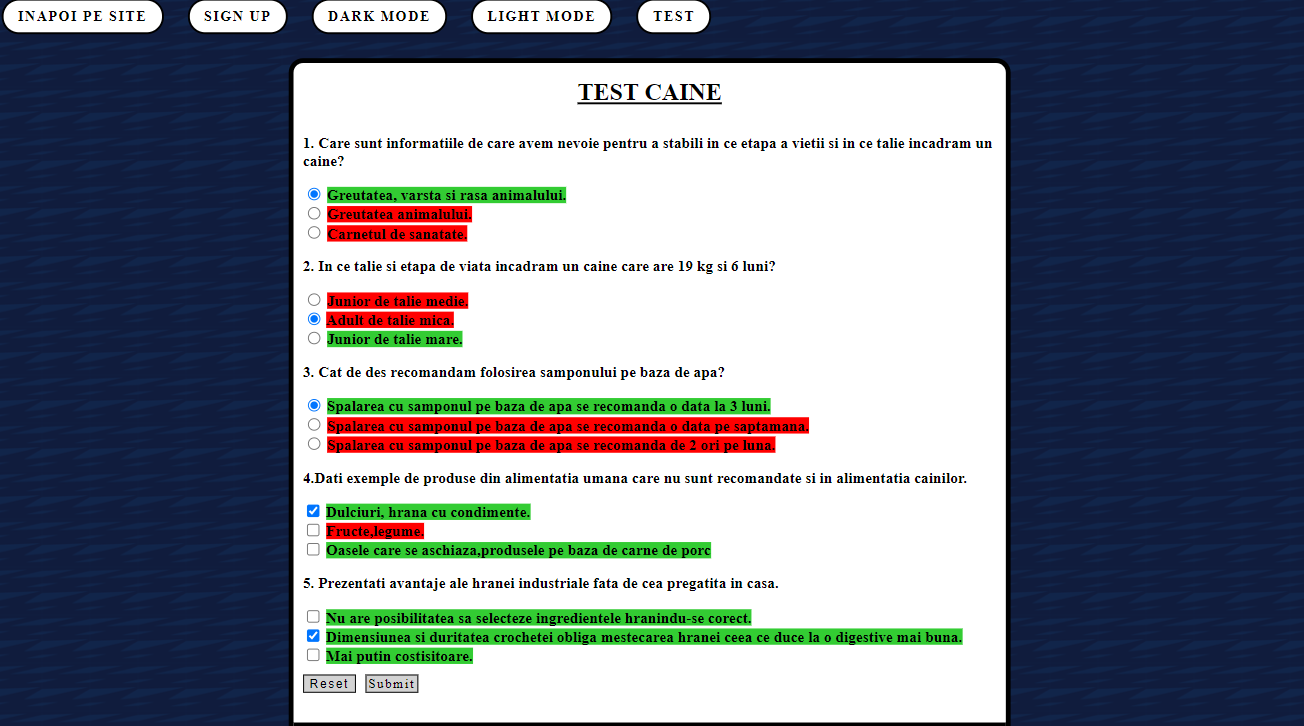 INAPOI PE SITE SIGN UP DARK MODE LIGHT MODE TEST
TEST CAINE
1. Care sunt informatiile de care avem nevoie pentru a stabili in ce etapa a vietii si in ce talie incadram un
caine?
Greutatea, varsta si rasa animalului.
Greutatea animalului.
Carnetul de sanatate.
2. In ce talie si etapa de viata incadram un caine care are 19 kg si 6 luni?
Junior de talie medie.
Adult de talie mica.
Junior de talie mare.
3. Cat de des recomandam folosirea samponului pe baza de apa?
Spalarea cu samponul pe baza de apa se recomanda o data la 3 luni.
Spalarea cu samponul pe baza de apa se recomanda o data pe saptamana.
Spalarea cu samponul pe baza de apa se recomanda de 2 ori pe luna.
4.Dati exemple de produse din alimentatia umana care nu sunt recomandate si in alimentatia cainilor.
Dulciuri, hrana cu condimente.
Fructe,legume.
Oasele care se aschiaza,produsele pe baza de carne de porc
5. Prezentati avantaje ale hranei industriale fata de cea pregatita in casa.
Nu are posibilitatea sa selecteze ingredientele hranindu-se corect.
Dimensiunea si duritatea crochetei obliga mestecarea hranei ceea ce duce la o digestive mai buna.
Mai putin costisitoare.
Reset Submit